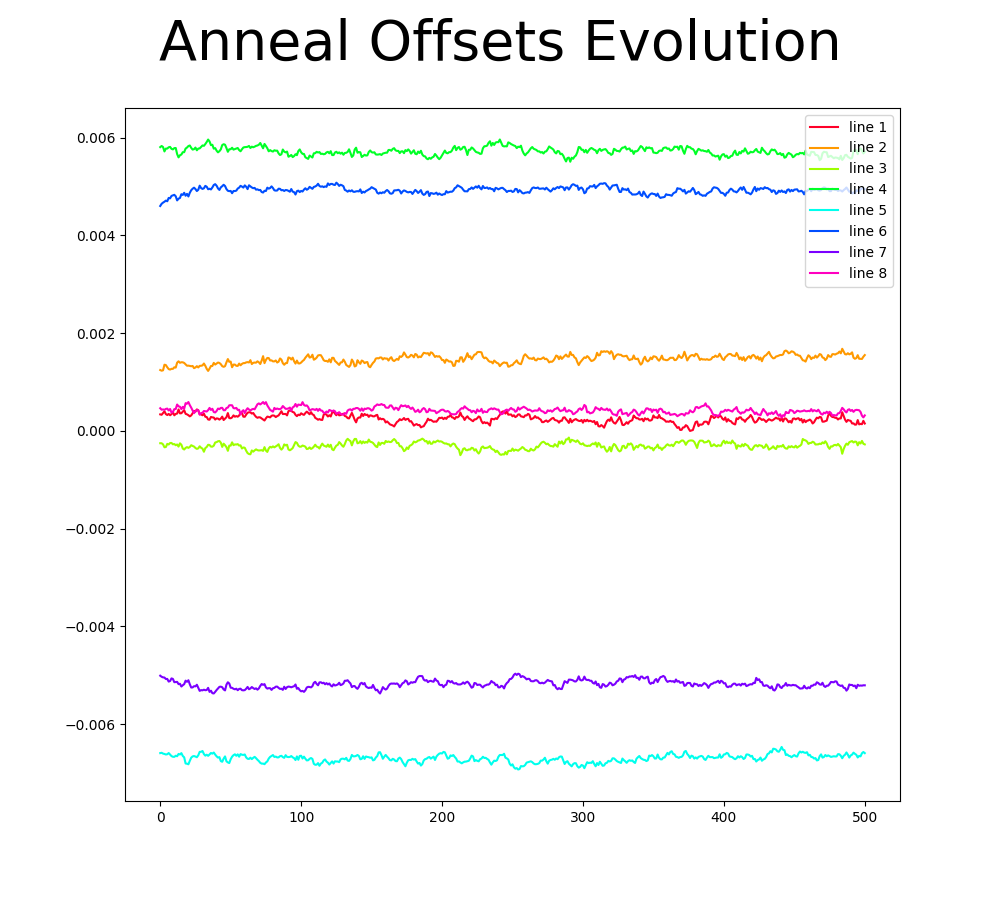 Anneal Offsets Evolution
0.006
0.004
0.002
0.000
−0.002
−0.004
−0.006
0 100 200 300 400 500
line 1
line 2
line 3
line 4
line 5
line 6
line 7
line 8